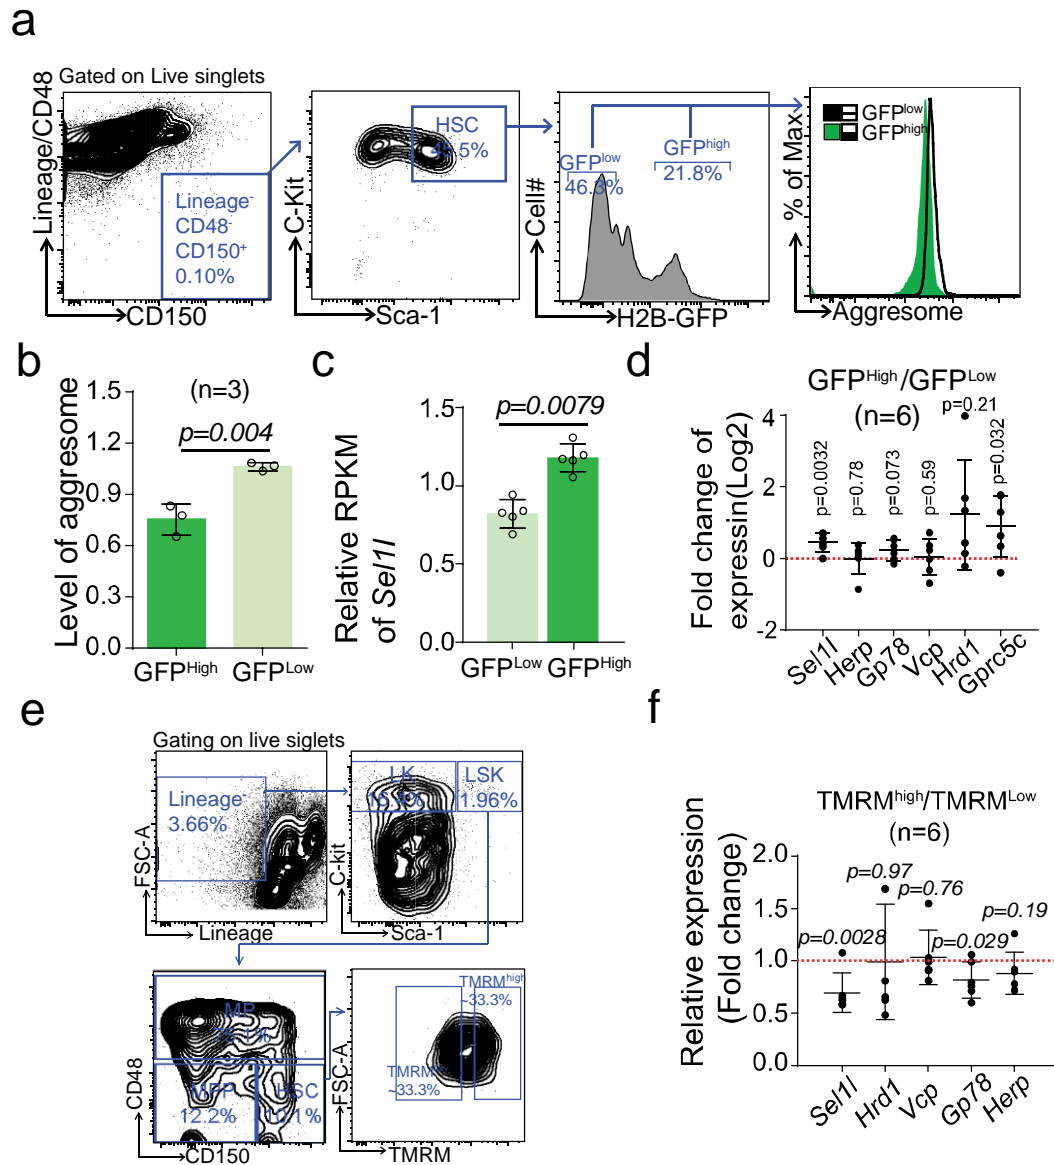 a
Gated on Live singlets
Lineage/CD48
Lineage-
CD48-
CD150+
0.10%
CD150
C-Kit
HSC
45.5%
Sca-1
Cell#
GFPlow
46.3%
GFPhigh
21.8%
H2B-GFP
% of Max
GFPlow
GFPhigh
Aggresome
b
Level of aggresome
1.5
1.2
0.9
0.6
0.3
0.0
(n=3)
p=0.004
GFPHigh
GFPLow
c
Relative RPKM
of Sel1l
1.5
1.0
0.5
0.0
p=0.0079
GFPLow
GFPHigh
d
GFPHigh/GFPLow
(n=6)
Fold change of
expressin(Log2)
4
2
0
-2
p=0.0032
p=0.78
p=0.073
p=0.59
p=0.21
p=0.032
Sel1l
Herp
Gp78
Vcp
Hrd1
Gprc5c
e
Gating on live siglets
FSC-A
Lineage-
3.66%
Lineage
C-kit
LK
LSK
1.96%
Sca-1
CD48
MP
MPP
12.2%
HSC
10.1%
CD150
FSC-A
TMRMhigh
~33.3%
TMRM
~33.3%
TMRM
f
TMRMhigh/TMRMLow
(n=6)
Relative expression
(Fold change)
2.0
1.5
1.0
0.5
0.0
p=0.0028
p=0.97
p=0.76
p=0.029
p=0.19
Sel1l
Hrd1
Vcp
Gp78
Herp